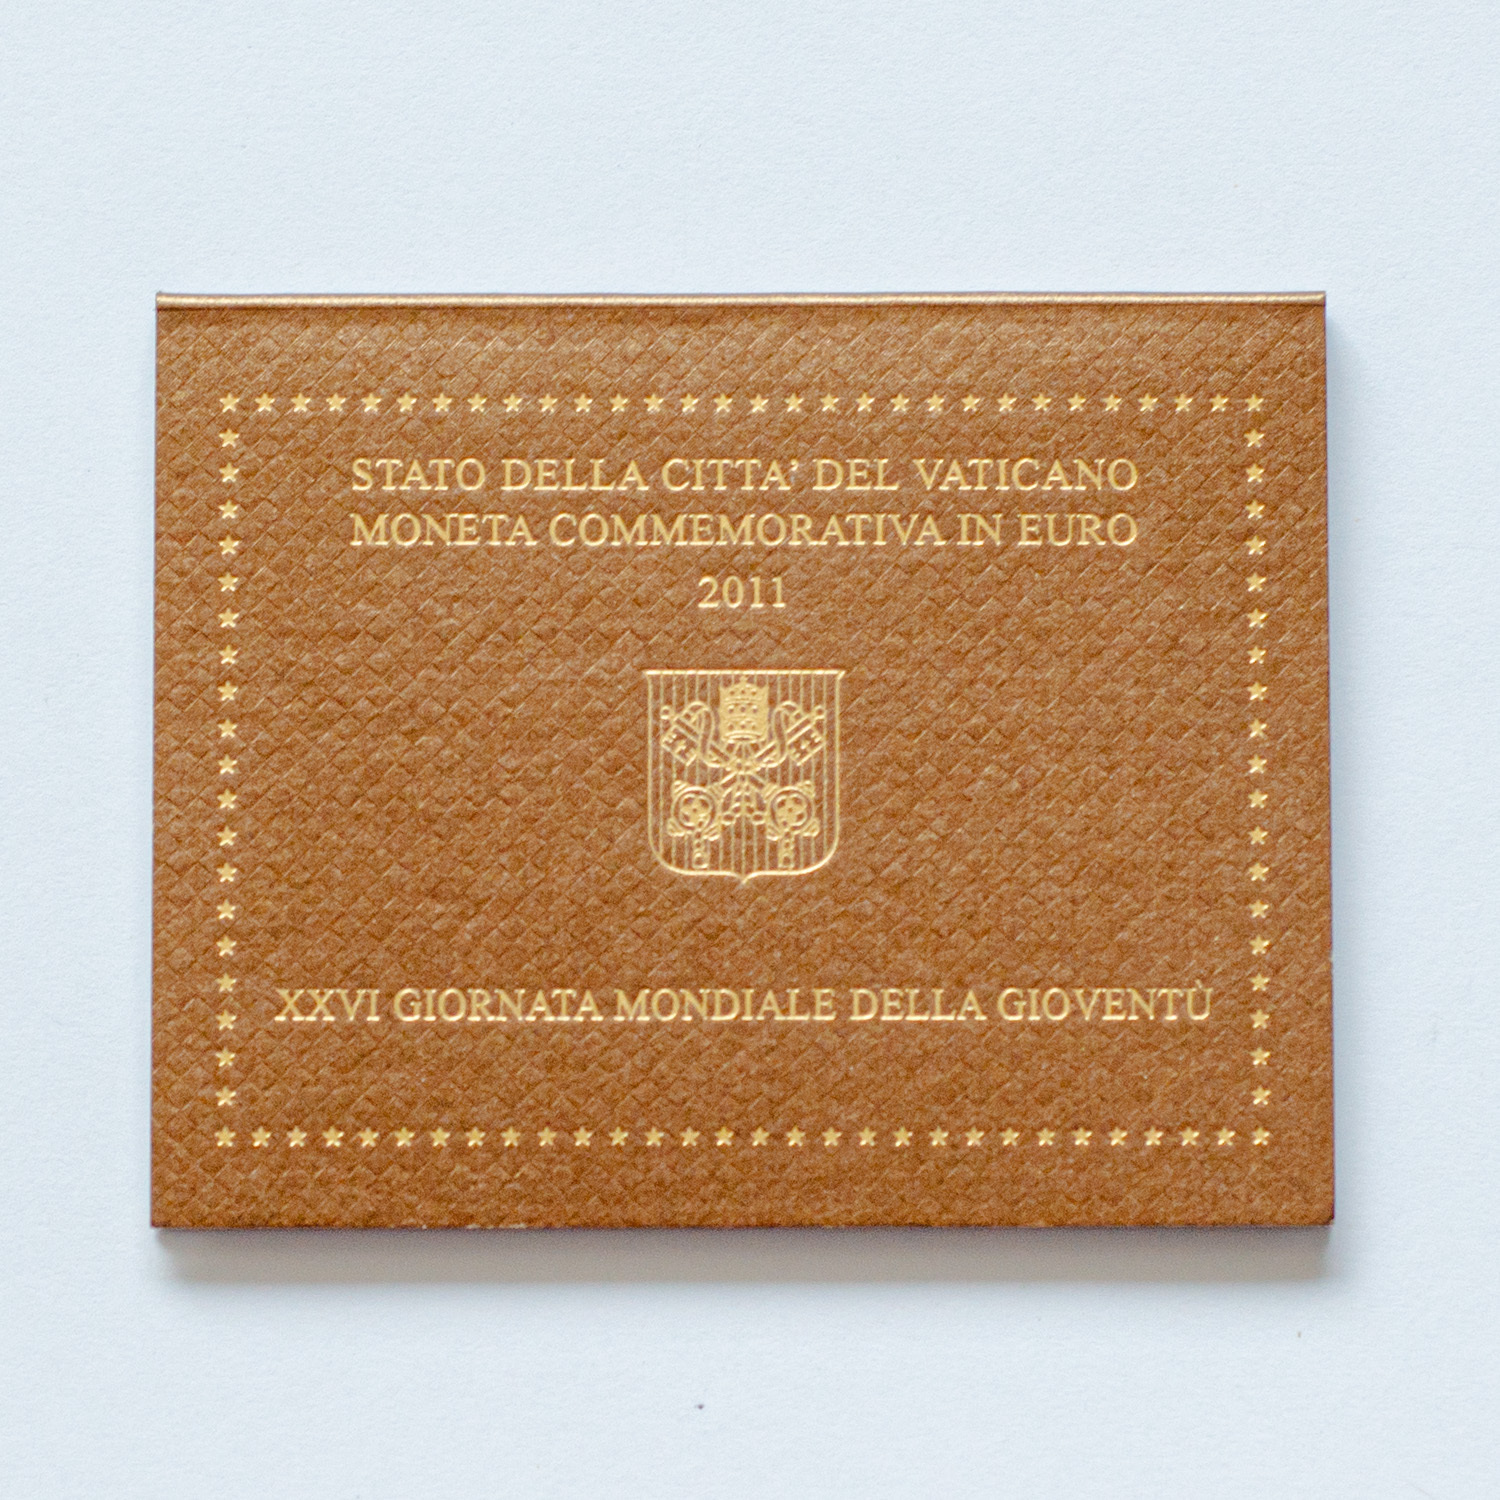 STATO DELLA CITTA' DEL VATICANO
MONETA COMMEMORATIVA IN EURO
2011
XXVI GIORNATA MONDIALE DELLA GIOVENTÙ